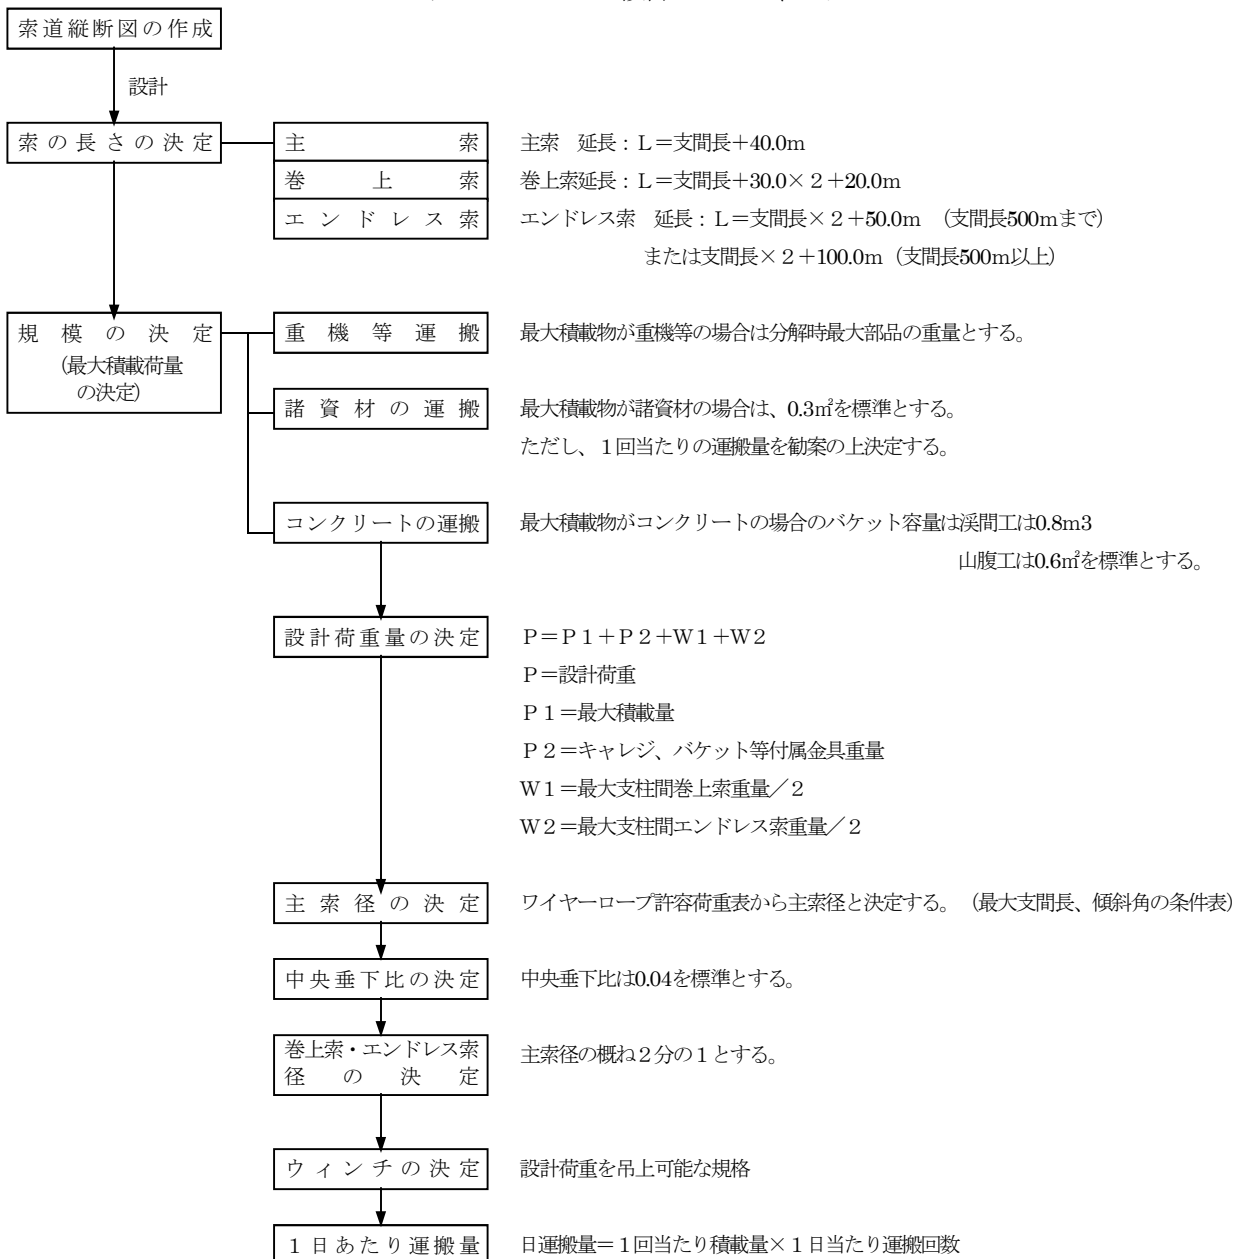 索道縦断図の作成
設計
索の長さの決定
主索
主索 延長：L＝支間長＋40.0m
巻上索
巻上索延長：L＝支間長＋30.0×２＋20.0m
エンドレス索
エンドレス索 延長：L＝支間長×２＋50.0m （支間長500mまで）
または支間長×２＋100.0m（支間長500m以上）
規模の決定
(最大積載荷量
の決定)
重機等運搬
最大積載物が重機等の場合は分解時最大部品の重量とする。
諸資材の運搬
最大積載物が諸資材の場合は、0.3㎥を標準とする。
ただし、１回当たりの運搬量を勘案の上決定する。
コンクリートの運搬
最大積載物がコンクリートの場合のバケット容量は渓間工は0.8m3
山腹工は0.6㎥を標準とする。
設計荷重量の決定
P＝P１＋P２＋W１＋W２
P＝設計荷重
P１＝最大積載量
P２＝キャレジ、バケット等付属金具重量
W１＝最大支柱間巻上索重量／２
W２＝最大支柱間エンドレス索重量／２
主索径の決定
ワイヤーロープ許容荷重表から主索径と決定する。（最大支間長、傾斜角の条件表）
中央垂下比の決定
中央垂下比は0.04を標準とする。
巻上索・エンドレス索
径の決定
主索径の概ね２分の１とする。
ウィンチの決定
設計荷重を吊上可能な規格
１日あたり運搬量
日運搬量＝１回当たり積載量×１日当たり運搬回数